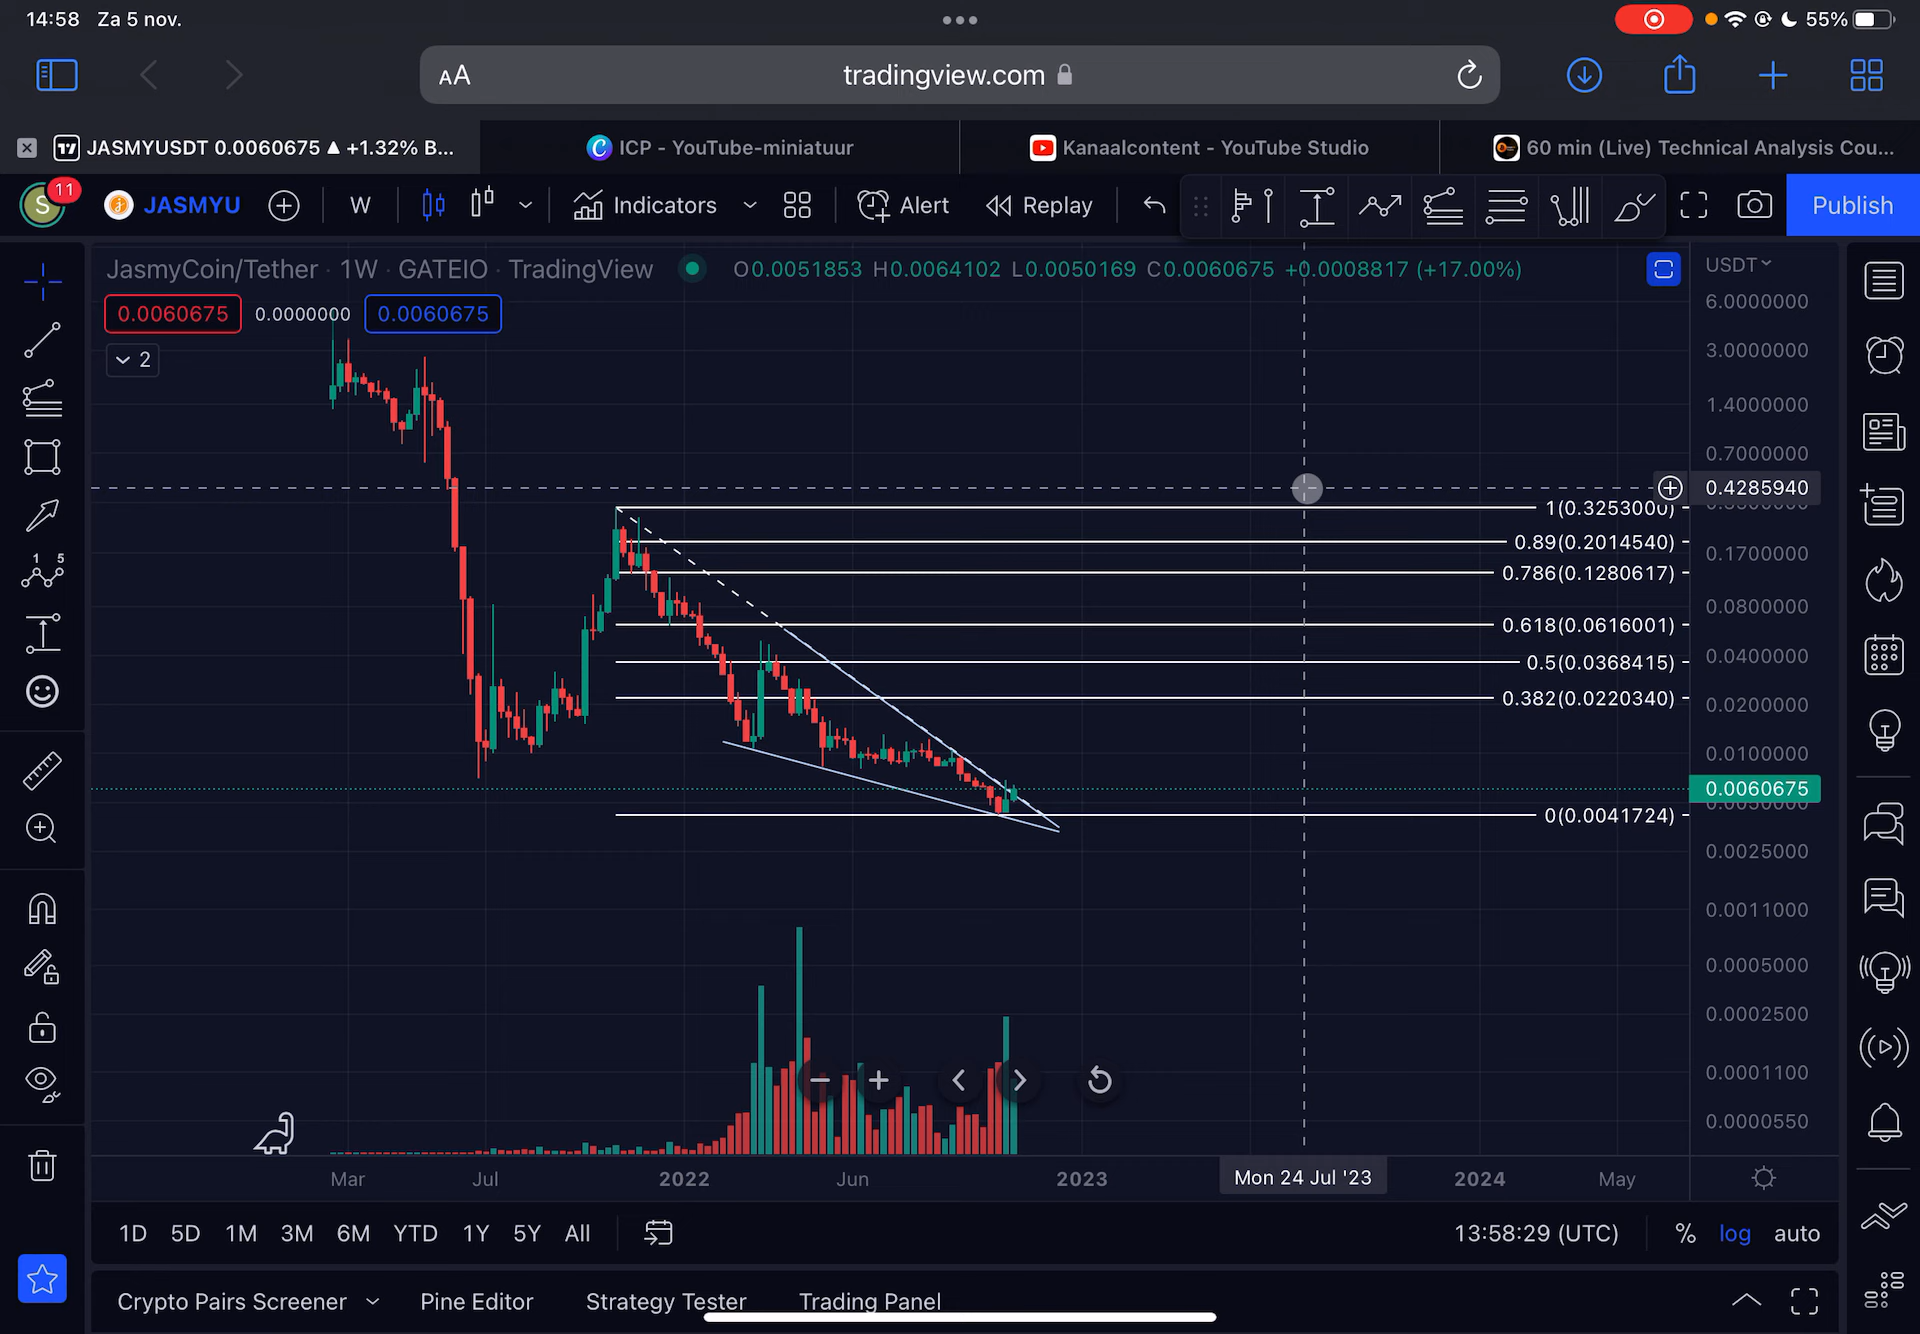 14:58 Za 5 nov.
55%
AA tradingview.com
JASMYUSDT 0.0060675 ▲ +1.32% B...
ICP - YouTube-miniatuur
Kanaalcontent - YouTube Studio
60 min (Live) Technical Analysis Cou...
S 11 JASMYU W Indicators Alert Replay Publish
JasmyCoin/Tether · 1W · GATEIO · TradingView O0.0051853 H0.0064102 L0.0050169 C0.0060675 +0.0008817 (+17.00%)
USDT
0.0060675 0.0000000 0.0060675
2
6.0000000
3.0000000
1.4000000
0.7000000
0.4285940
1(0.3253000)
0.89(0.2014540)
0.1700000
0.786(0.1280617)
0.0800000
0.618(0.0616001)
0.0400000
0.5(0.0368415)
0.382(0.0220340)
0.0200000
0.0100000
0.0060675
0(0.0041724)
0.0025000
0.0011000
0.0005000
0.0002500
0.0001100
0.0000550
Mar Jul 2022 Jun 2023 Mon 24 Jul '23 2024 May
1D 5D 1M 3M 6M YTD 1Y 5Y All 13:58:29 (UTC) % log auto
Crypto Pairs Screener Pine Editor Strategy Tester Trading Panel